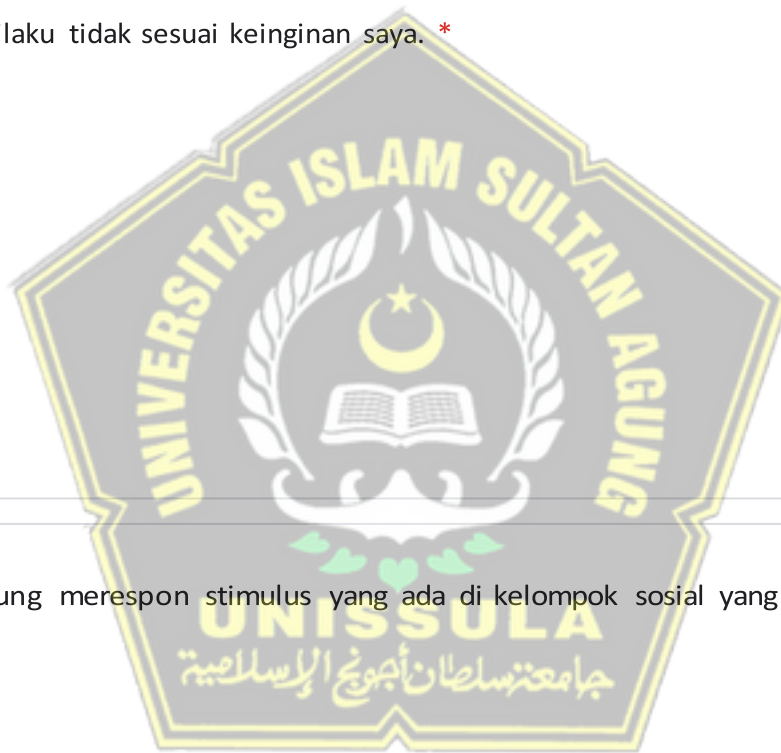 laku tidak sesuai keinginan saya. *
UNIVERSITAS ISLAM SULTAN AGUNG
ung merespon stimulus yang ada di kelompok sosial yang
UNISSULA
جامعة سلطان أجونج الإسلامية